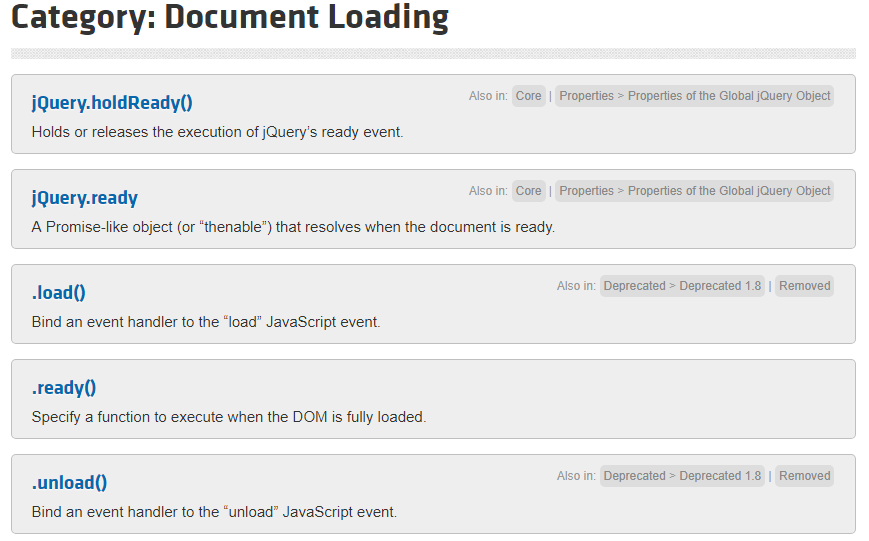 Category: Document Loading
jQuery.holdReady()
Also in: Core | Properties > Properties of the Global jQuery Object
Holds or releases the execution of jQuery’s ready event.
jQuery.ready
Also in: Core | Properties > Properties of the Global jQuery Object
A Promise-like object (or “thenable”) that resolves when the document is ready.
.load()
Also in: Deprecated > Deprecated 1.8 | Removed
Bind an event handler to the “load” JavaScript event.
.ready()
Specify a function to execute when the DOM is fully loaded.
.unload()
Also in: Deprecated > Deprecated 1.8 | Removed
Bind an event handler to the “unload” JavaScript event.